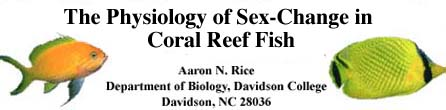 The Physiology of Sex-Change in
Coral Reef Fish
Aaron N. Rice
Department of Biology, Davidson College
Davidson, NC 28036